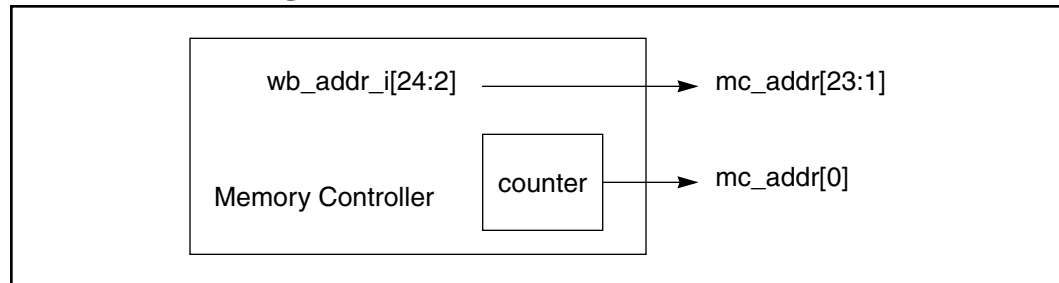 wb_addr_i[24:2] mc_addr[23:1]
counter mc_addr[0]
Memory Controller